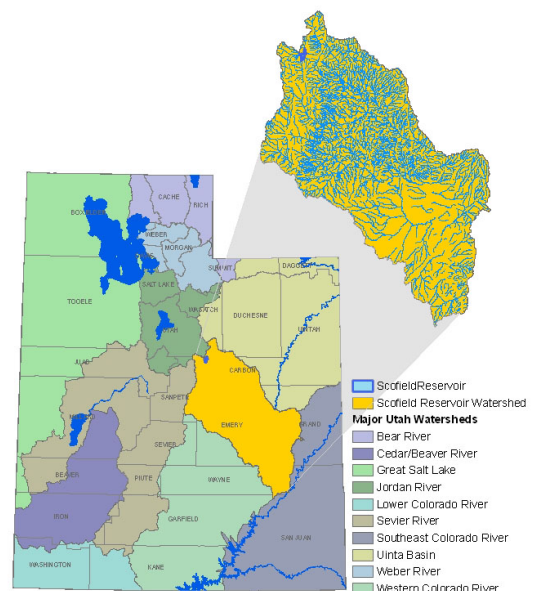 CACHE
RICH
WEBER
MORGAN
SUMMIT
DAGGETT
SALT LAKE
TOOELE
WASATCH
DUCHESNE
UINTAH
UTAH
JUAB
CARBON
SANPETE
MILLARD
EMERY
GRAND
SEVIER
BEAVER
PIUTE
WAYNE
IRON
GARFIELD
SAN JUAN
WASHINGTON
KANE
ScofieldReservoir
Scofield Reservoir Watershed
Major Utah Watersheds
Bear River
Cedar/Beaver River
Great Salt Lake
Jordan River
Lower Colorado River
Sevier River
Southeast Colorado River
Uinta Basin
Weber River
Western Colorado River